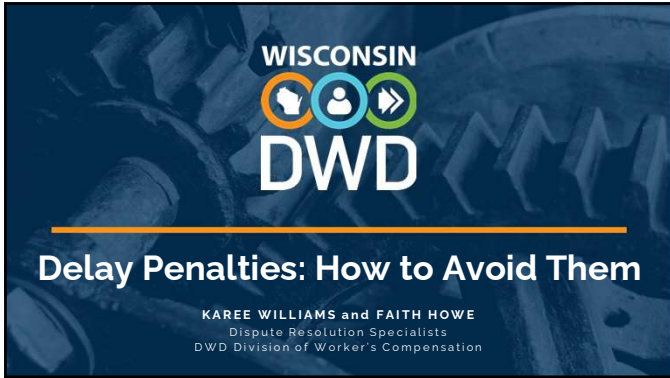 WISCONSIN
DWD
Delay Penalties: How to Avoid Them
KAREE WILLIAMS and FAITH HOWE
Dispute Resolution Specialists
DWD Division of Worker's Compensation